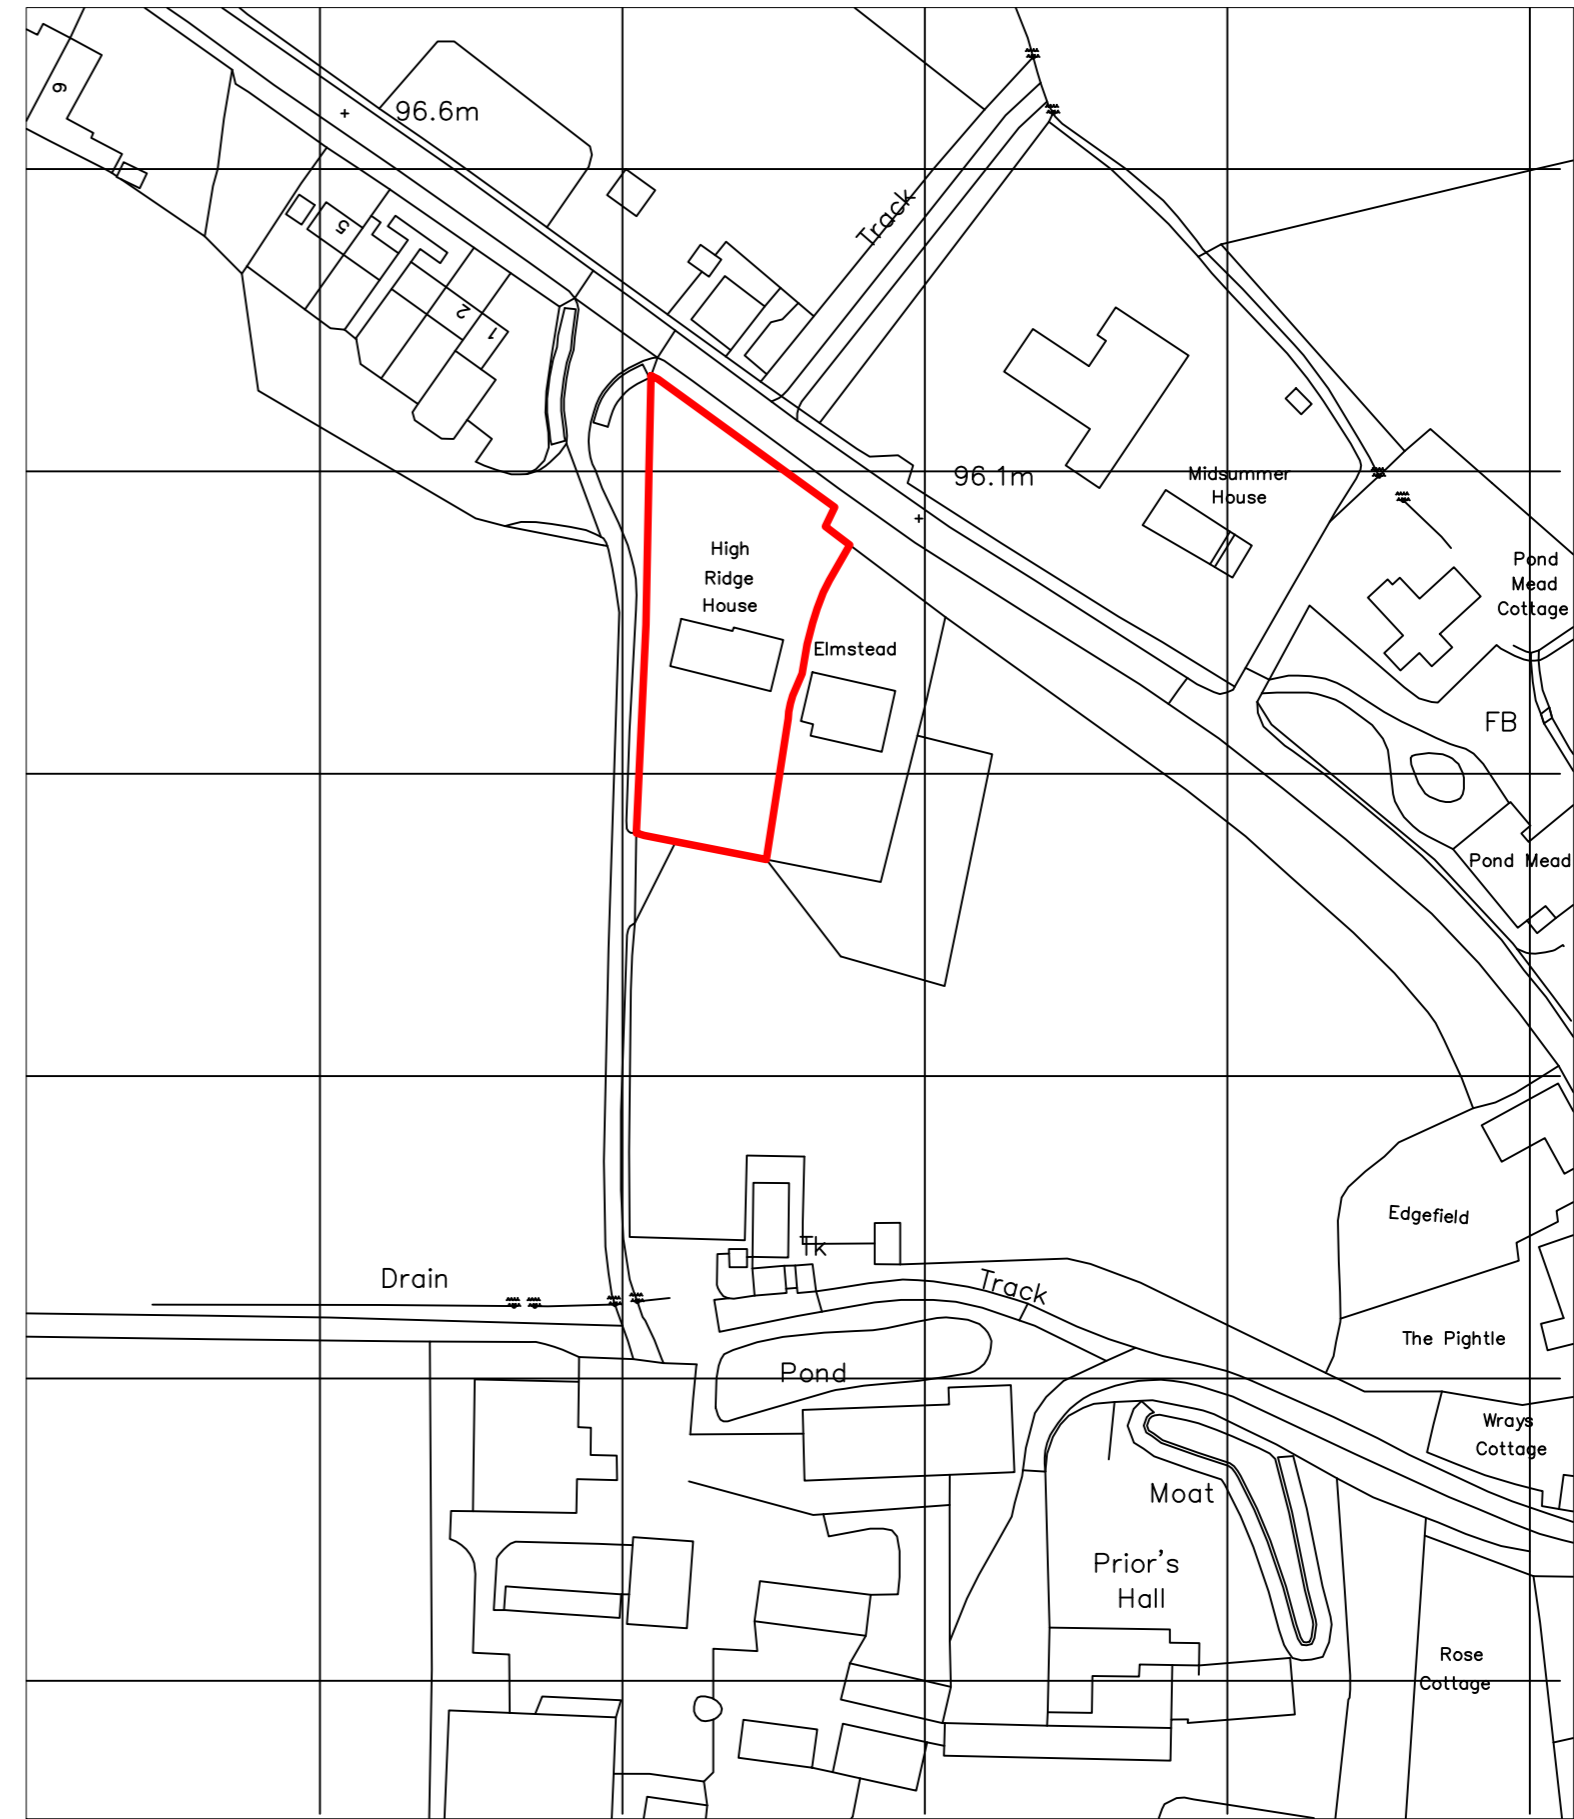 6
96.6m
Track
5
2
1
96.1m
Midsummer
House
High
Ridge
House
Pond
Mead
Cottage
Elmstead
FB
Pond Mead
Edgefield
Tk
Drain
Track
The Pightle
Pond
Wrays
Cottage
Moat
Prior's
Hall
Rose
Cottage